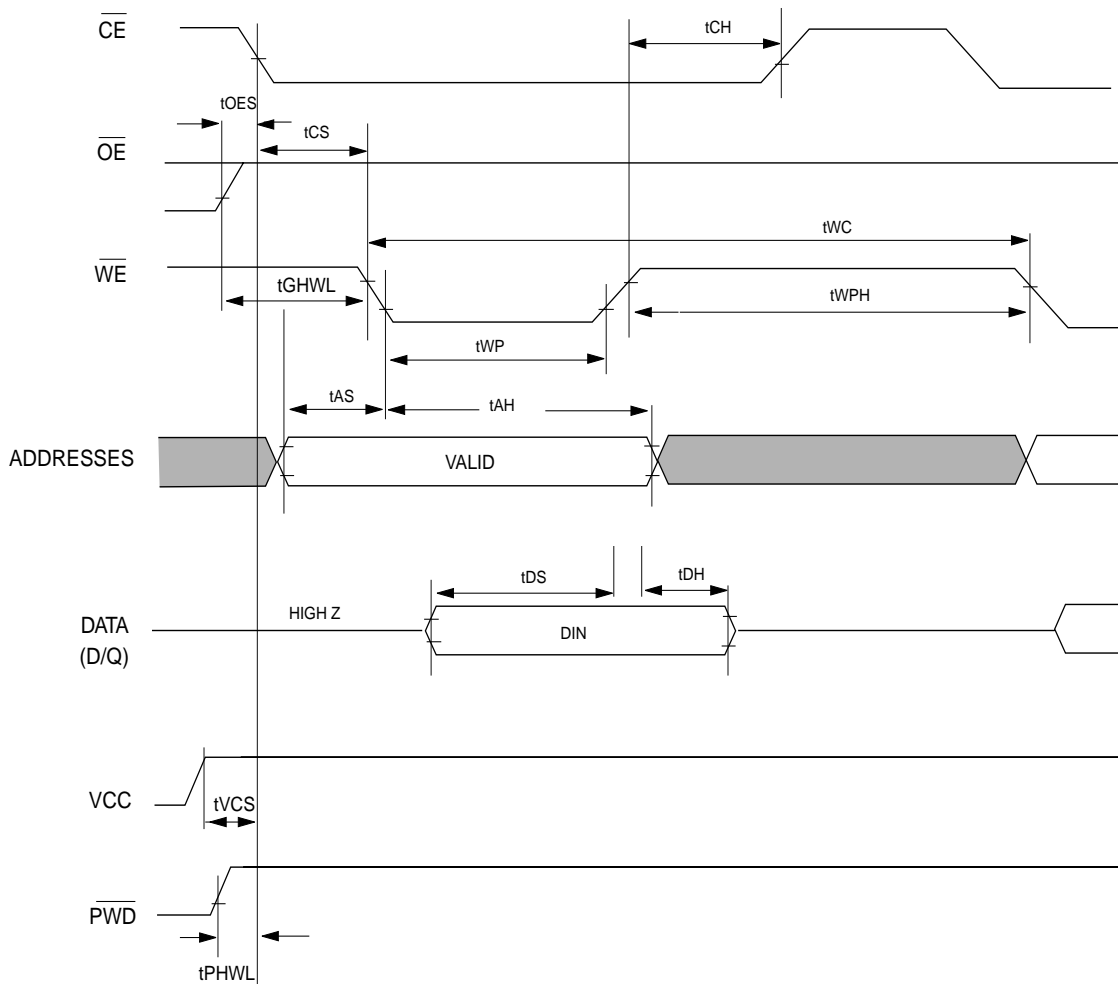 CE
tCH
tOES
tCS
OE
tWC
WE
tGHWL
tWPH
tWP
tAS
tAH
ADDRESSES
VALID
tDS
tDH
HIGH Z
DATA
(D/Q)
DIN
VCC
tVCS
PWD
tPHWL